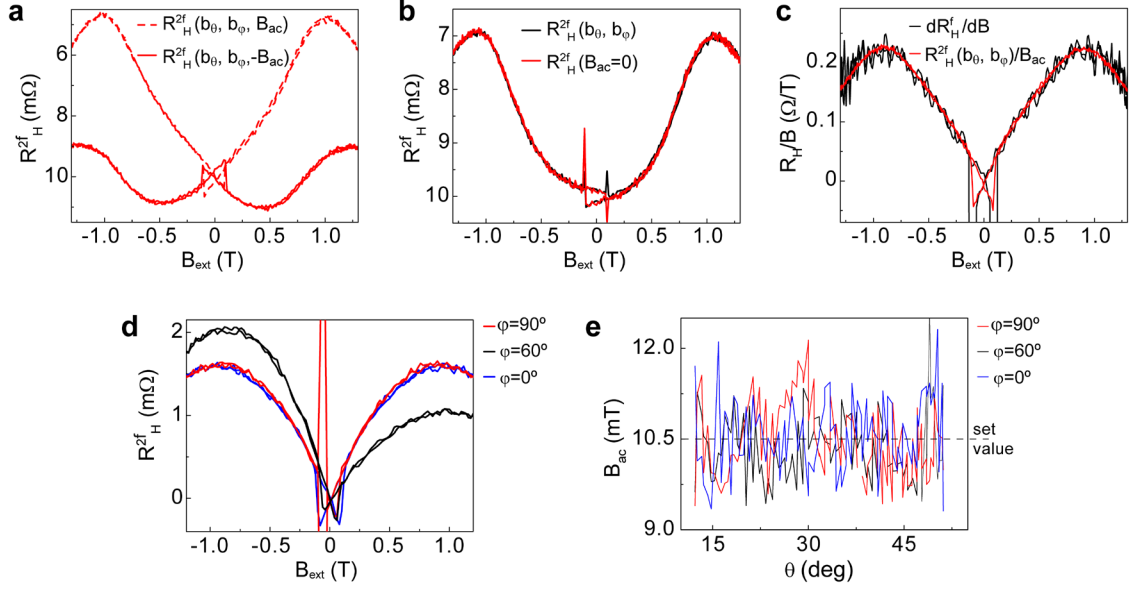 a
R²ᶠH (mΩ)
4
6
8
10
-1.0 -0.5 0 0.5 1.0
Bext (T)
R²ᶠH(bθ, bφ, Bac)
R²ᶠH(bθ, bφ,-Bac)
b
R²ᶠH (mΩ)
7
8
9
10
-1.0 -0.5 0 0.5 1.0
Bext (T)
R²ᶠH(bθ, bφ)
R²ᶠH(Bac=0)
c
RH/B (Ω/T)
0.2
0.1
0
-1.0 -0.5 0 0.5 1.0
Bext (T)
dRᶠH/dB
R²ᶠH(bθ, bφ)/Bac
d
R²ᶠH (mΩ)
2
1
0
-1.0 -0.5 0 0.5 1.0
Bext (T)
φ=90º
φ=60º
φ=0º
e
Bac (mT)
12.0
10.5
9.0
15 30 45
θ (deg)
φ=90º
φ=60º
φ=0º
set
value